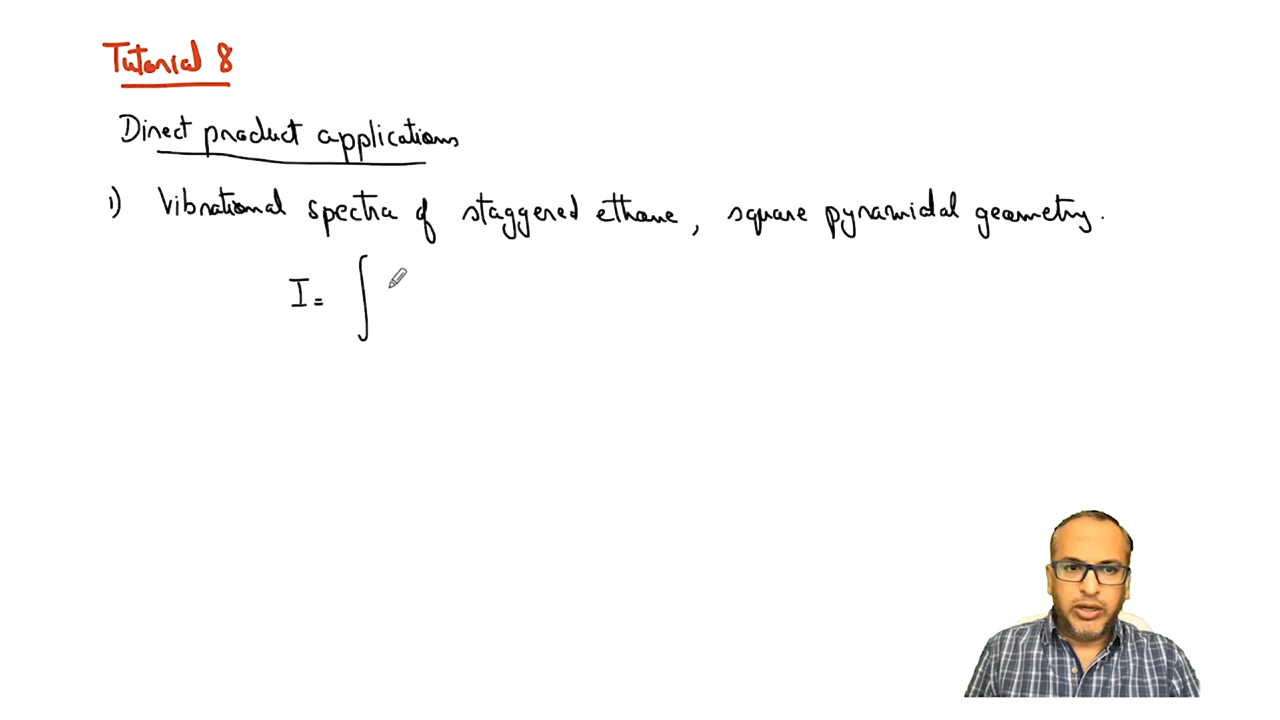 Tutorial 8
Direct product applications
1) Vibrational spectra of staggered ethane, square pyramidal geometry.
I = ∫